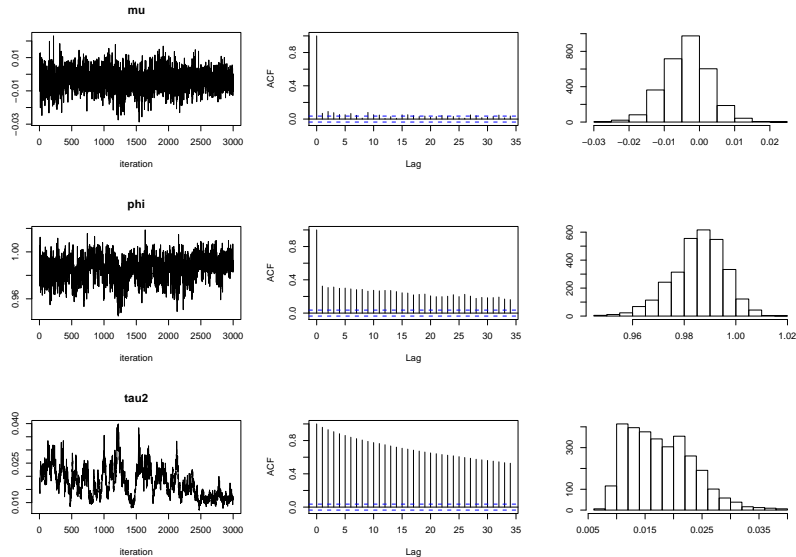 mu
0.01
−0.01
−0.03
0 500 1000 1500 2000 2500 3000
iteration
ACF
0.0 0.4 0.8
0 5 10 15 20 25 30 35
Lag
0 400 800
−0.03 −0.02 −0.01 0.00 0.01 0.02
phi
1.00
0.96
0 500 1000 1500 2000 2500 3000
iteration
ACF
0.0 0.4 0.8
0 5 10 15 20 25 30 35
Lag
0 200 400 600
0.96 0.98 1.00 1.02
tau2
0.040
0.025
0.010
0 500 1000 1500 2000 2500 3000
iteration
ACF
0.0 0.4 0.8
0 5 10 15 20 25 30 35
Lag
0 100 300
0.005 0.015 0.025 0.035